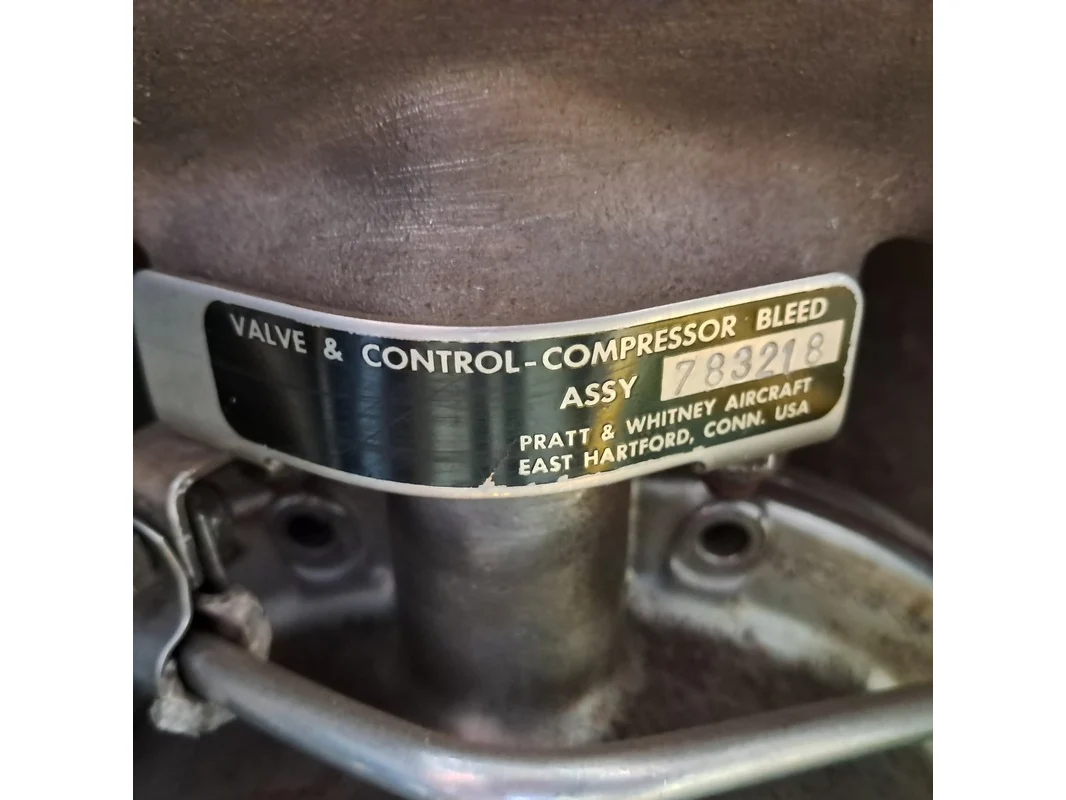 VALVE & CONTROL-COMPRESSOR BLEED
ASSY 783218
PRATT & WHITNEY AIRCRAFT
EAST HARTFORD, CONN. USA